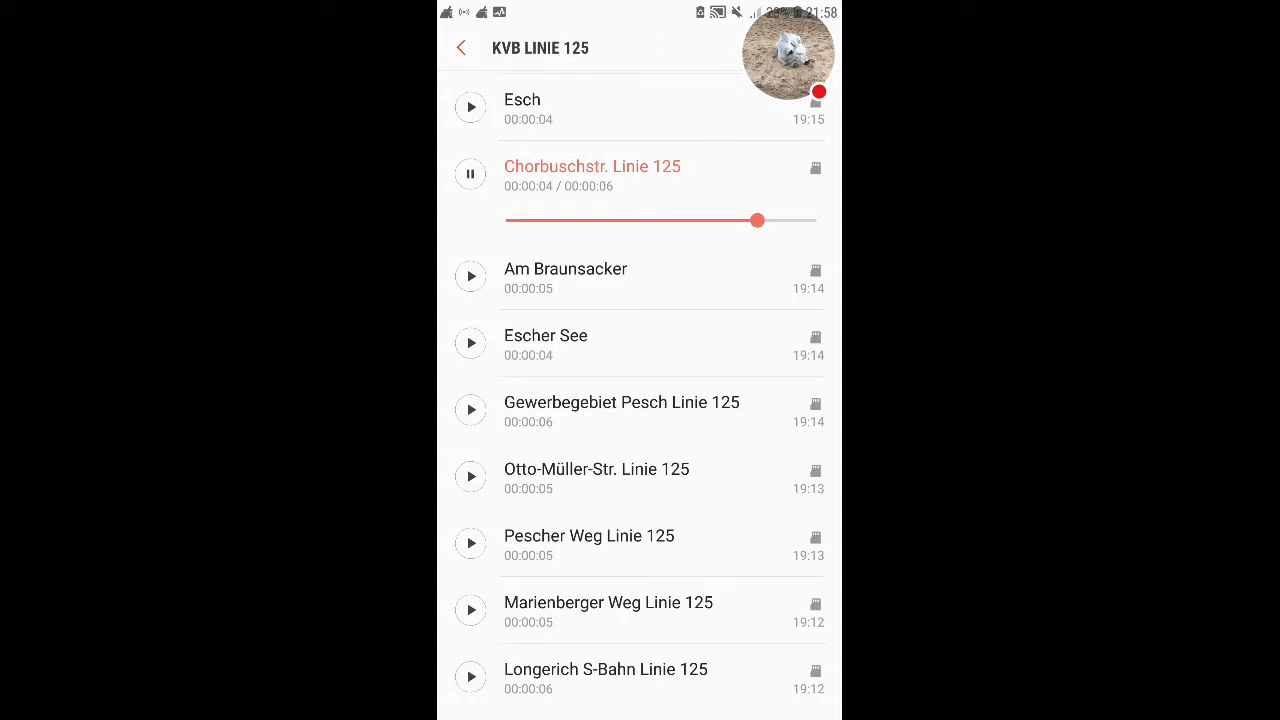 21:58
KVB LINIE 125
Esch
00:00:04
19:15
Chorbuschstr. Linie 125
00:00:04 / 00:00:06
Am Braunsacker
00:00:05
19:14
Escher See
00:00:04
19:14
Gewerbegebiet Pesch Linie 125
00:00:06
19:14
Otto-Müller-Str. Linie 125
00:00:05
19:13
Pescher Weg Linie 125
00:00:05
19:13
Marienberger Weg Linie 125
00:00:05
19:12
Longerich S-Bahn Linie 125
00:00:06
19:12